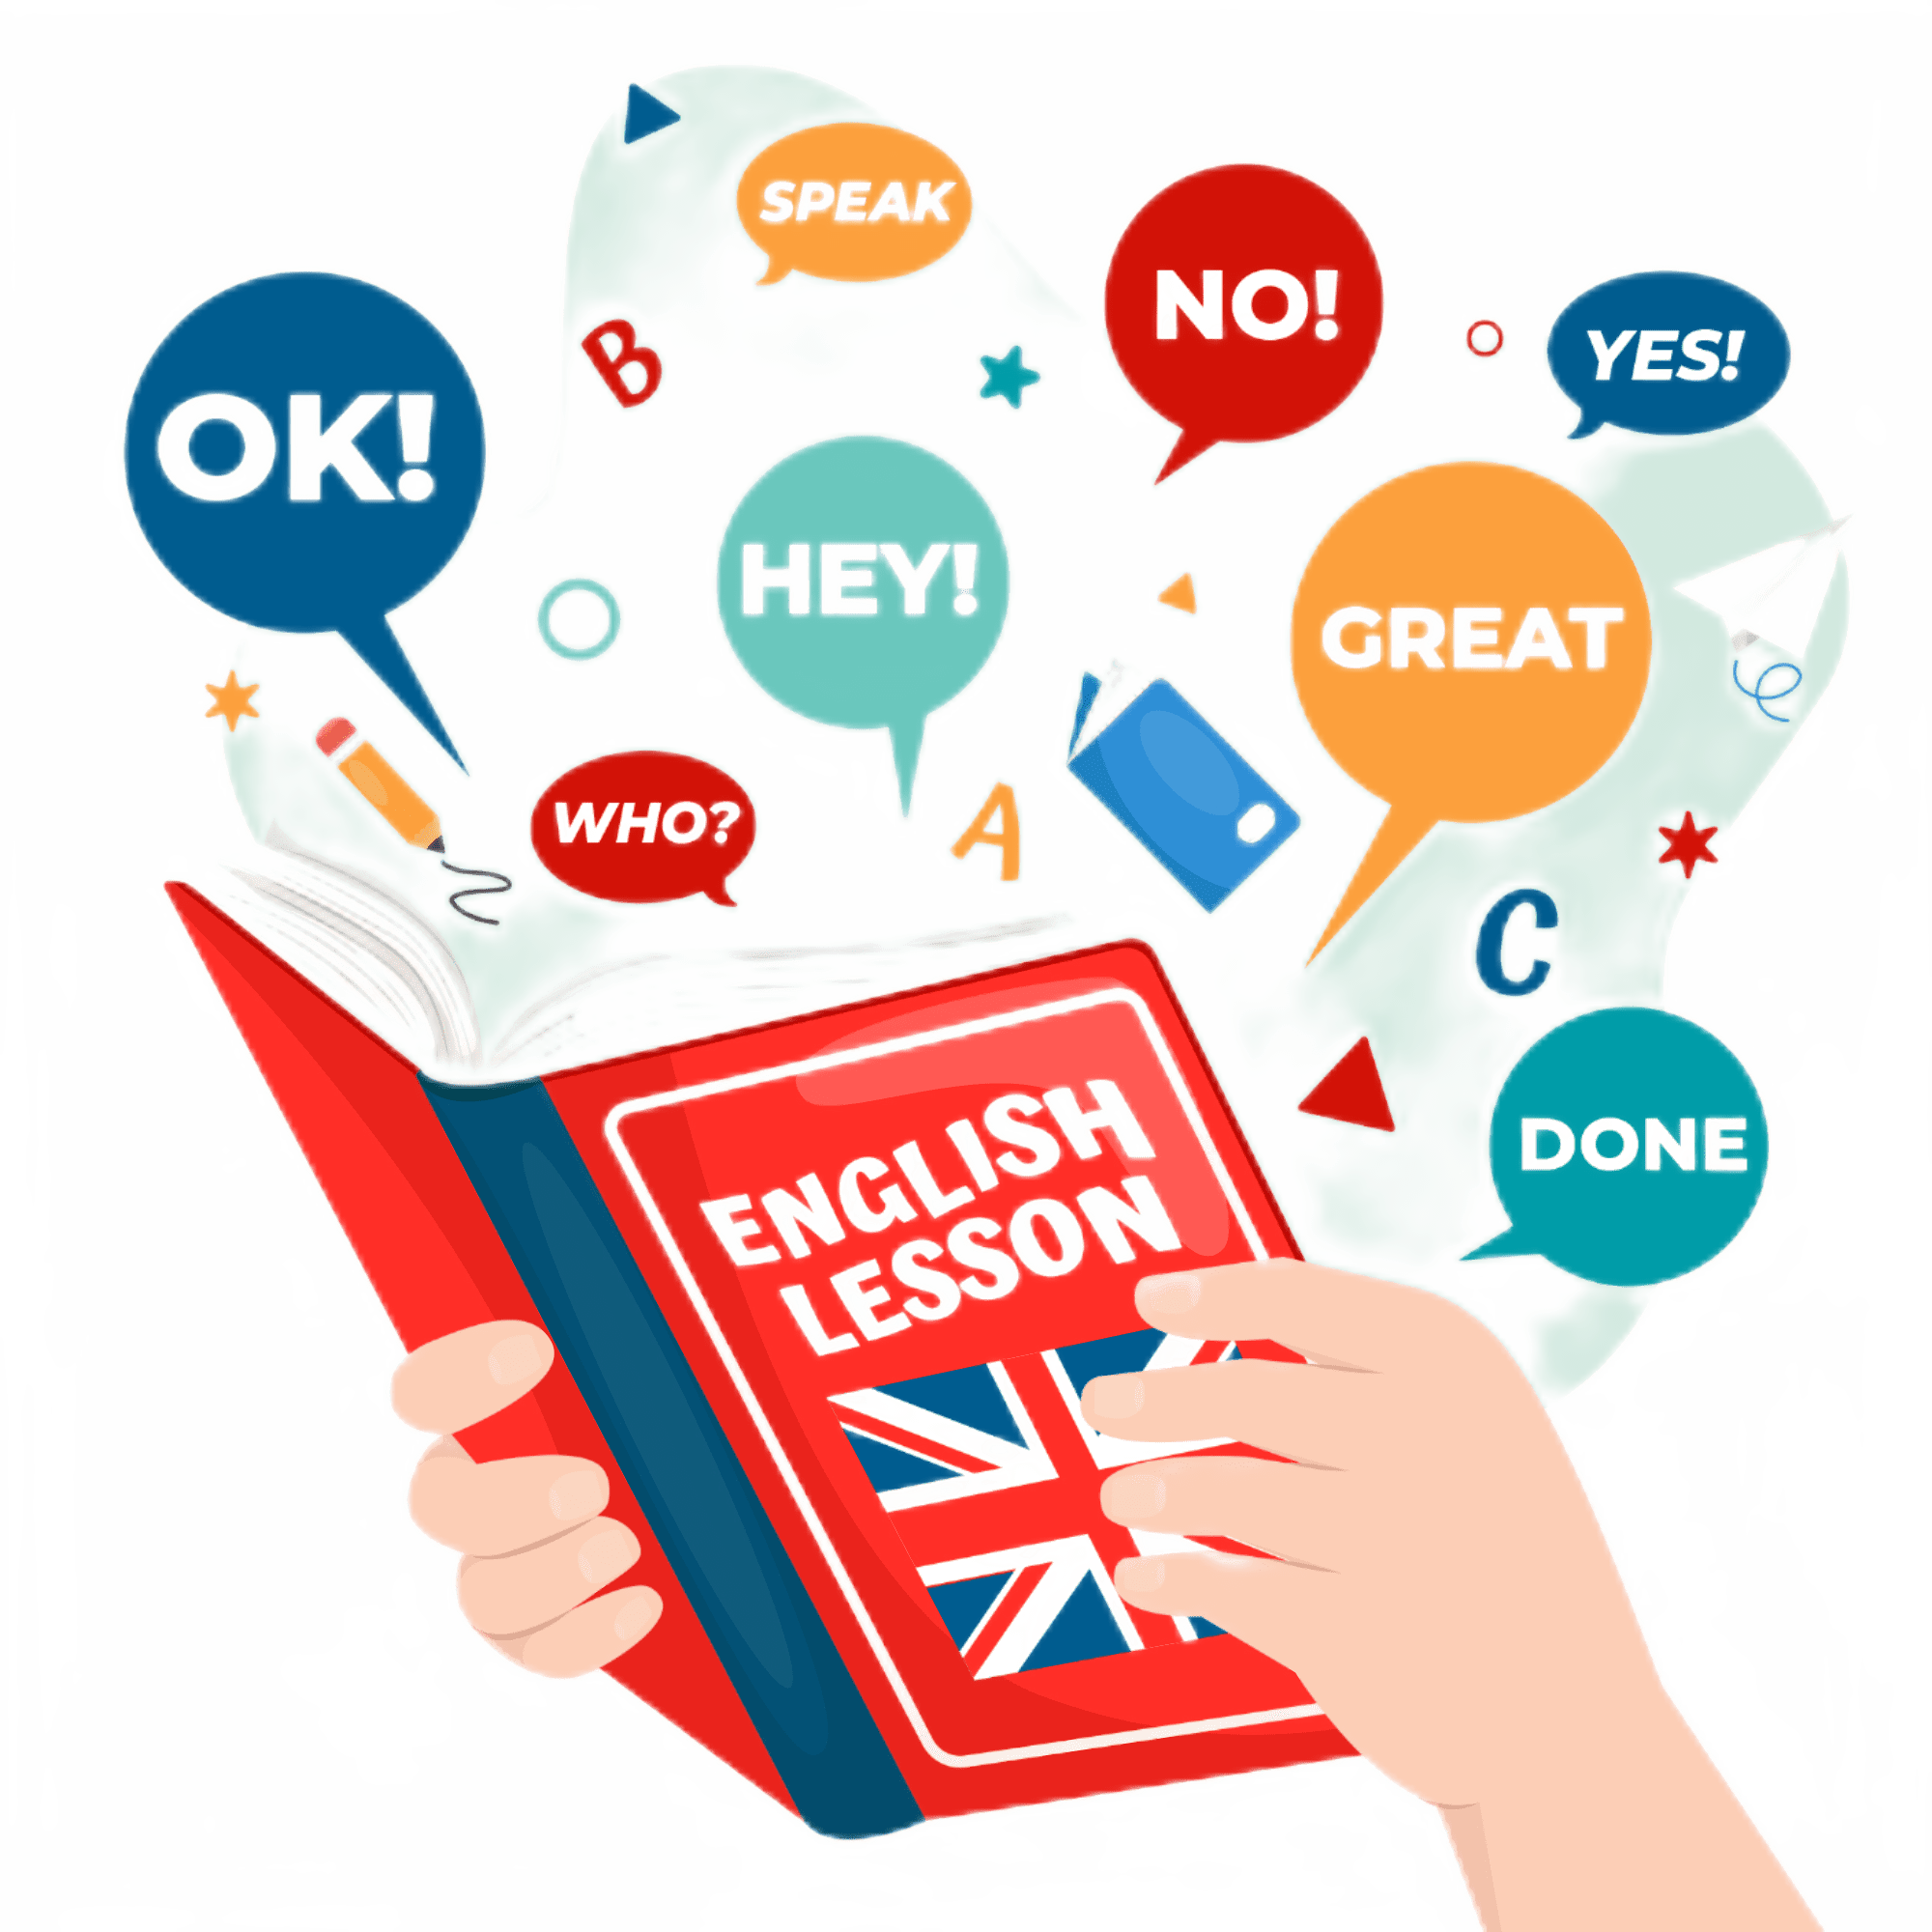 SPEAK
NO!
YES!
OK!
B
HEY!
GREAT
WHO?
A
C
DONE
ENGLISH
LESSON